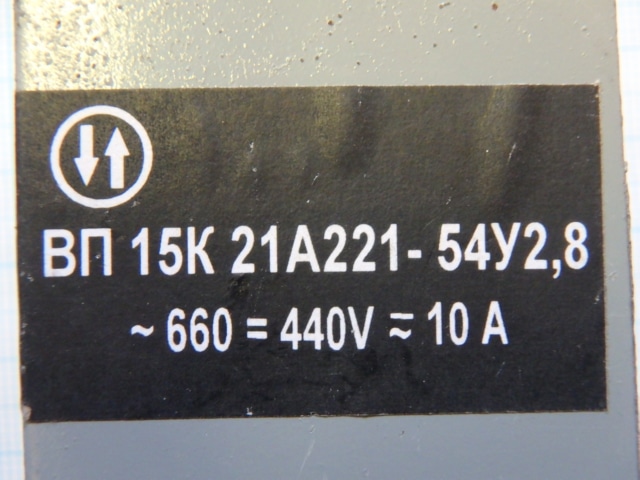 ВП 15К 21А221- 54У2,8
~ 660 = 440V ≂ 10 А